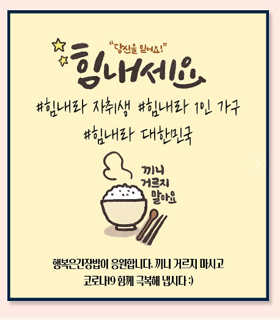 "당신을 믿어요!"
힘내세요
#힘내라 자취생 #힘내라 1인 가구
#힘내라 대한민국
끼니
거르지
말아요
행복은간장밥이 응원합니다. 끼니 거르지 마시고
코로나19 함께 극복해 냅시다 :)